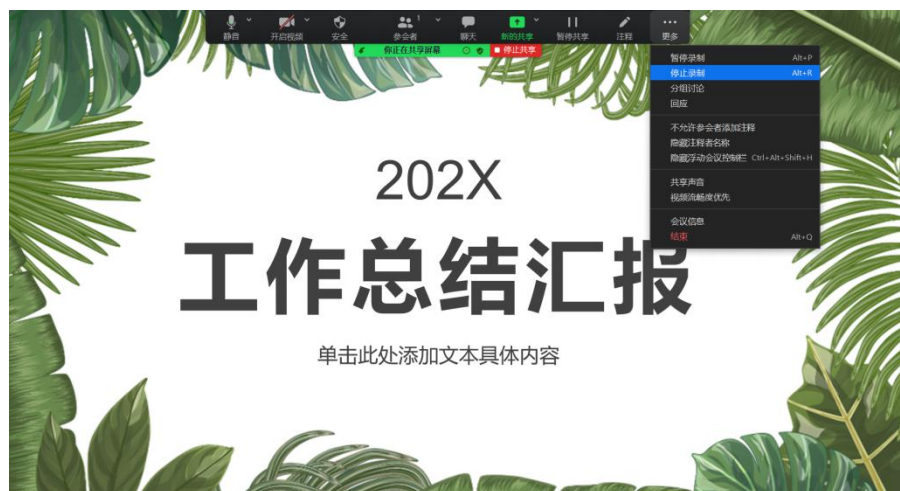 1
静音 开启视频 安全 参会者 聊天 新的共享 暂停共享 注释 更多
你正在共享屏幕 停止共享
暂停录制 Alt+P
停止录制 Alt+R
分组讨论
回应
不允许参会者添加注释
隐藏注释者名称
隐藏浮动会议控制栏 Ctrl+Alt+Shift+H
共享声音
视频流畅度优先
会议信息
结束 Alt+Q
202X
工作总结汇报
单击此处添加文本具体内容